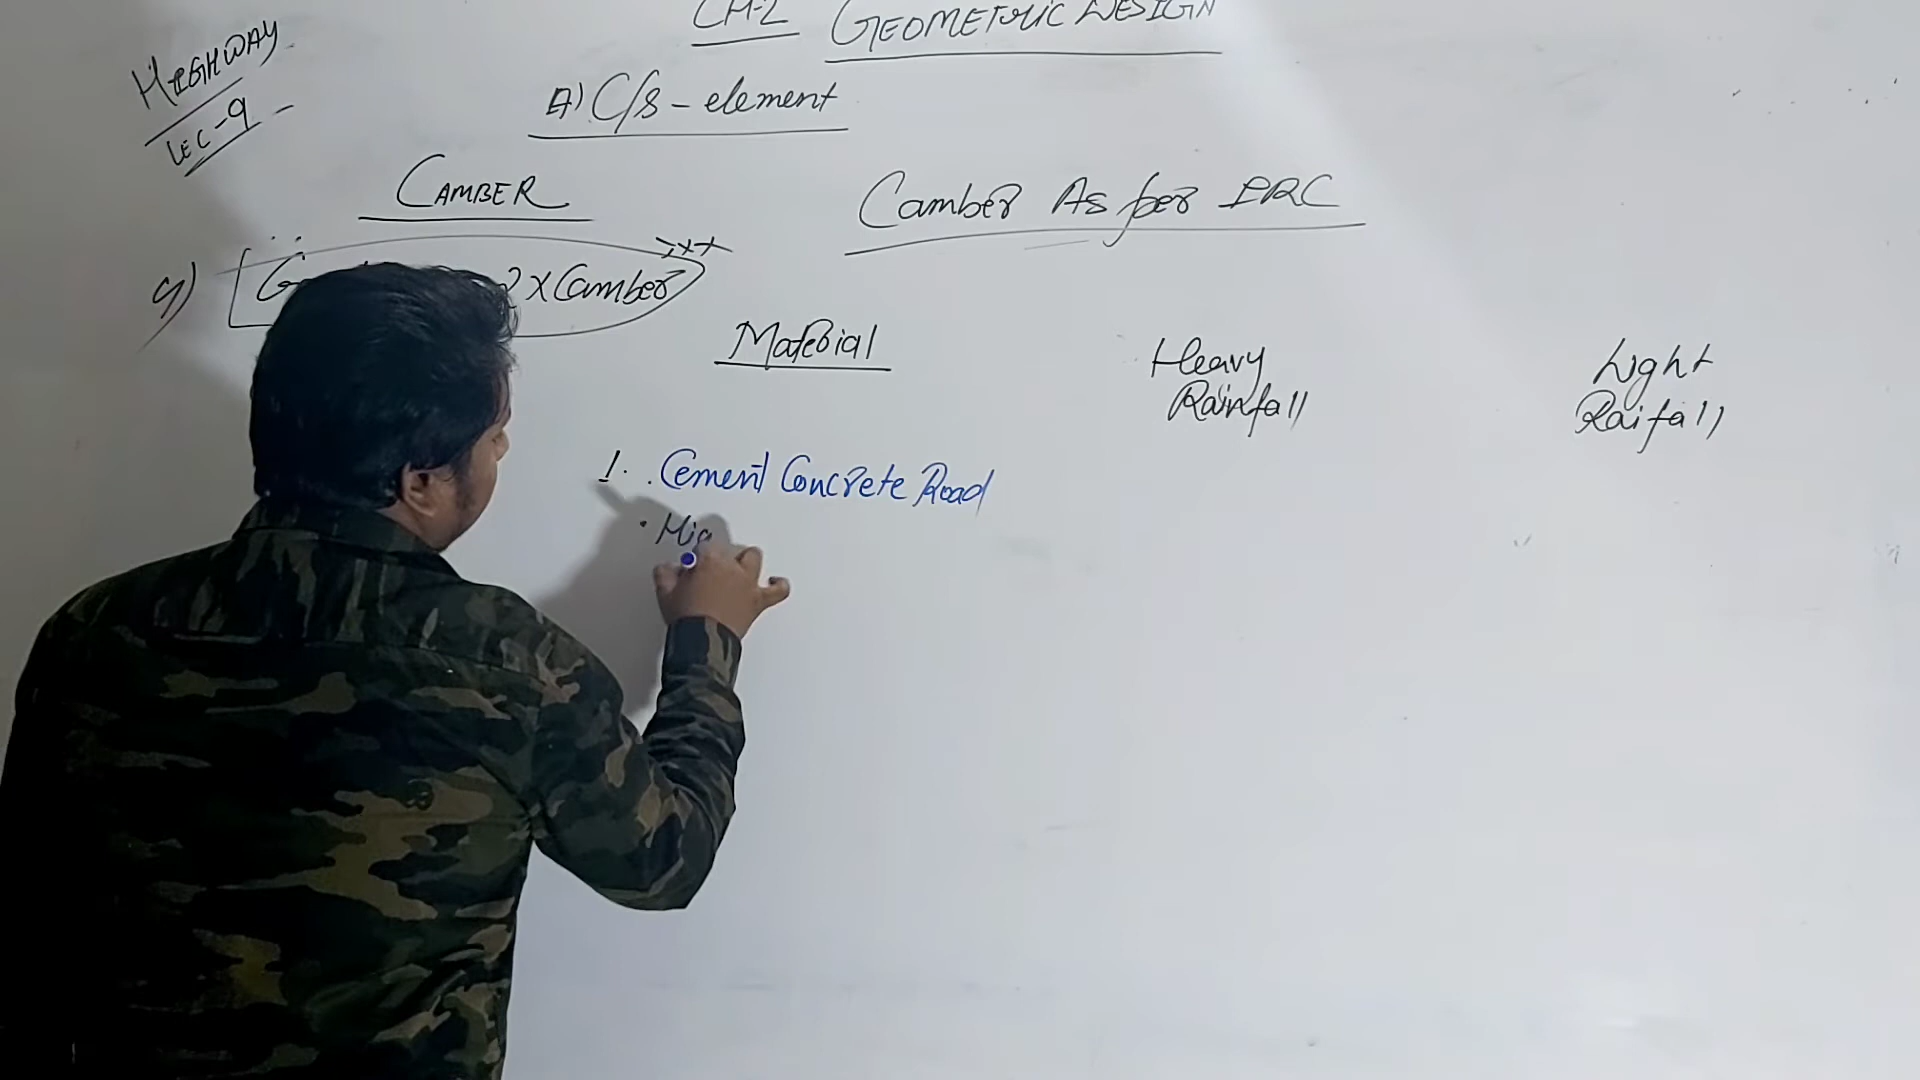 HIGHWAY
LEC-9
CH-2 GEOMETRIC DESIGN
A) C/s - element
CAMBER
Camber As per IRC
2 X Camber
Material
Heavy
Rainfall
Light
Raifall
1. Cement Concrete Road
Hig